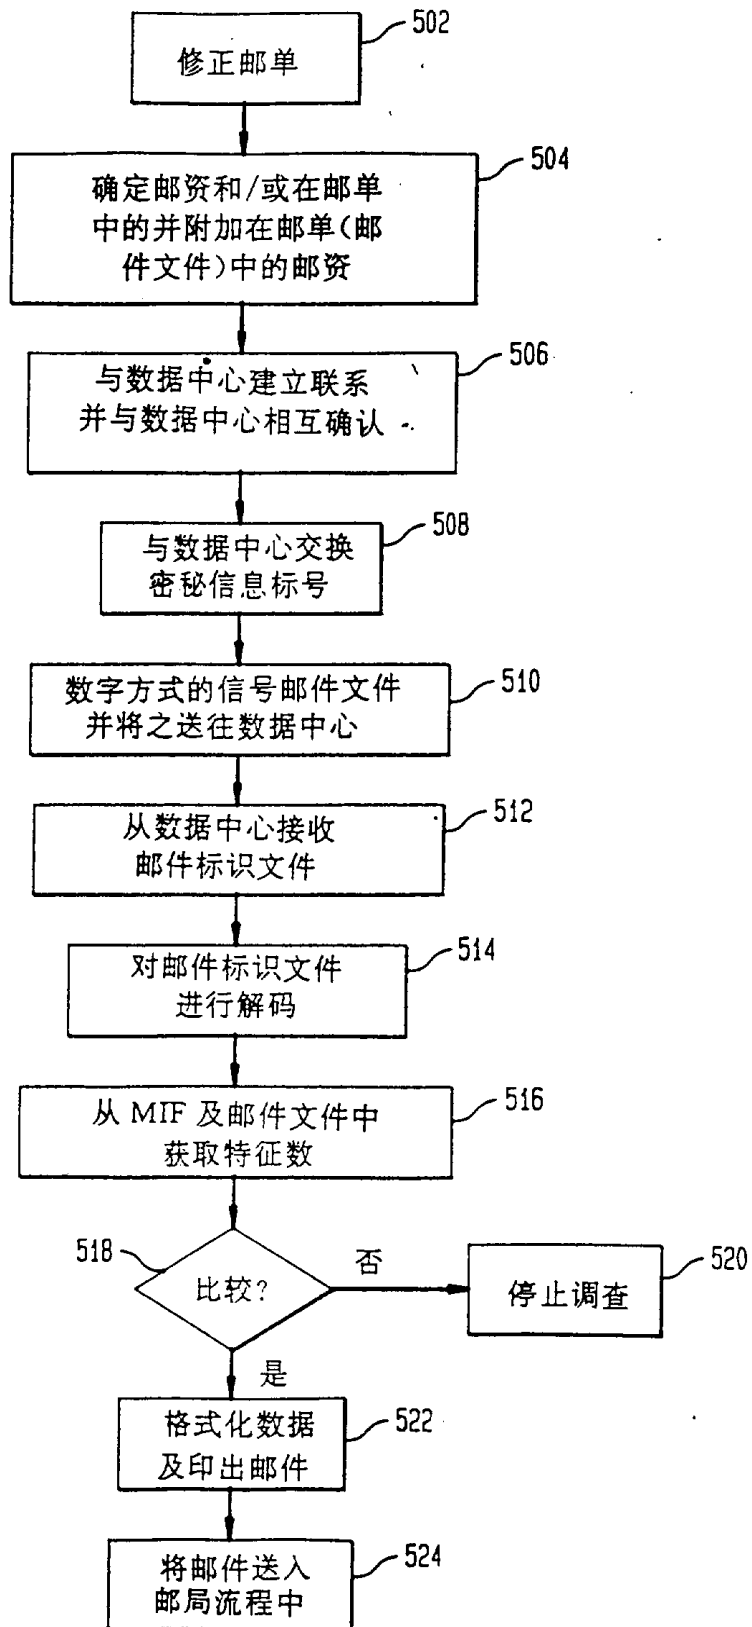 502
修正邮单
504
确定邮资和/或在邮单
中的并附加在邮单(邮
件文件)中的邮资
506
与数据中心建立联系
并与数据中心相互确认
508
与数据中心交换
密秘信息标号
510
数字方式的信号邮件文件
并将之送往数据中心
512
从数据中心接收
邮件标识文件
514
对邮件标识文件
进行解码
516
从 MIF 及邮件文件中
获取特征数
518
比较?
否
520
停止调查
是
522
格式化数据
及印出邮件
524
将邮件送入
邮局流程中